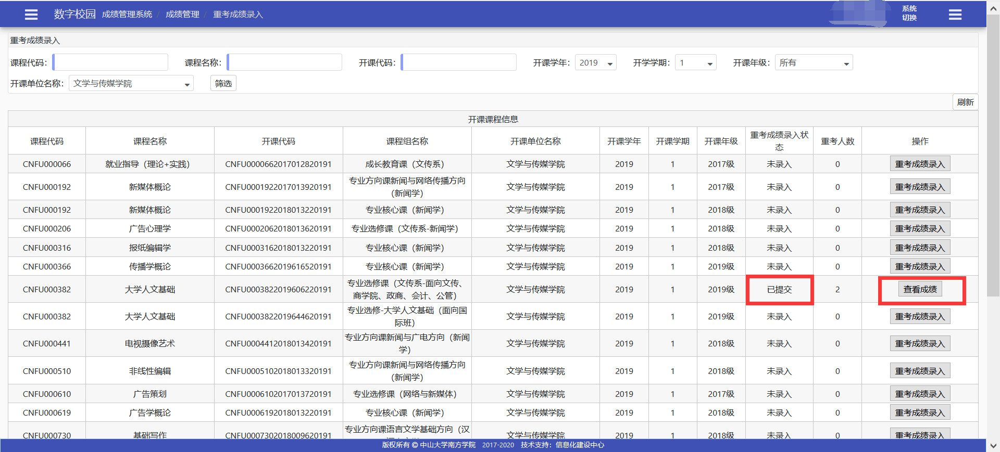 数字校园 成绩管理系统 / 成绩管理 / 重考成绩录入
系统
切换
重考成绩录入
课程代码： 课程名称： 开课代码： 开课学年： 2019 开学学期： 1 开课年级： 所有
开课单位名称： 文学与传媒学院 筛选
刷新
开课课程信息
课程代码 课程名称 开课代码 课程组名称 开课单位名称 开课学年 开课学期 开课年级 重考成绩录入状 重考人数 操作
态
CNFU000066 就业指导（理论+实践） CNFU0000662017012820191 成长教育课（文传系） 文学与传媒学院 2019 1 2017级 未录入 0 重考成绩录入
CNFU000192 新媒体概论 CNFU0001922017013920191 专业方向课新闻与网络传播方向 文学与传媒学院 2019 1 2017级 未录入 0 重考成绩录入
（新闻学）
CNFU000192 新媒体概论 CNFU0001922018013220191 专业核心课（新闻学） 文学与传媒学院 2019 1 2018级 未录入 0 重考成绩录入
CNFU000206 广告心理学 CNFU0002062018013620191 专业选修课（文传系-新闻学） 文学与传媒学院 2019 1 2018级 未录入 0 重考成绩录入
CNFU000316 报纸编辑学 CNFU0003162018013220191 专业核心课（新闻学） 文学与传媒学院 2019 1 2018级 未录入 0 重考成绩录入
CNFU000366 传播学概论 CNFU0003662019616520191 专业核心课（新闻学） 文学与传媒学院 2019 1 2019级 未录入 0 重考成绩录入
CNFU000382 大学人文基础 CNFU0003822019606220191 专业选修课（文传系-面向文传、 文学与传媒学院 2019 1 2019级 已提交 2 查看成绩
商学院、政商、会计、公管）
CNFU000382 大学人文基础 CNFU0003822019644620191 专业选修-大学人文基础（面向国 文学与传媒学院 2019 1 2019级 未录入 0 重考成绩录入
际班）
CNFU000441 电视摄像艺术 CNFU0004412018013420191 专业方向课新闻与广电方向（新闻 文学与传媒学院 2019 1 2018级 未录入 0 重考成绩录入
学）
CNFU000510 非线性编辑 CNFU0005102018013320191 专业方向课新闻与网络传播方向 文学与传媒学院 2019 1 2018级 未录入 0 重考成绩录入
（新闻学）
CNFU000610 广告策划 CNFU0006102017013720191 专业选修课（网络与新媒体） 文学与传媒学院 2019 1 2017级 未录入 0 重考成绩录入
CNFU000619 广告学概论 CNFU0006192018013220191 专业核心课（新闻学） 文学与传媒学院 2019 1 2018级 未录入 0 重考成绩录入
CNFU000730 基础写作 CNFU0007302018009620191 专业方向课语言文学基础方向（汉 文学与传媒学院 2019 1 2018级 未录入 0 重考成绩录入
版权所有 © 中山大学南方学院 2017-2020 技术支持：信息化建设中心